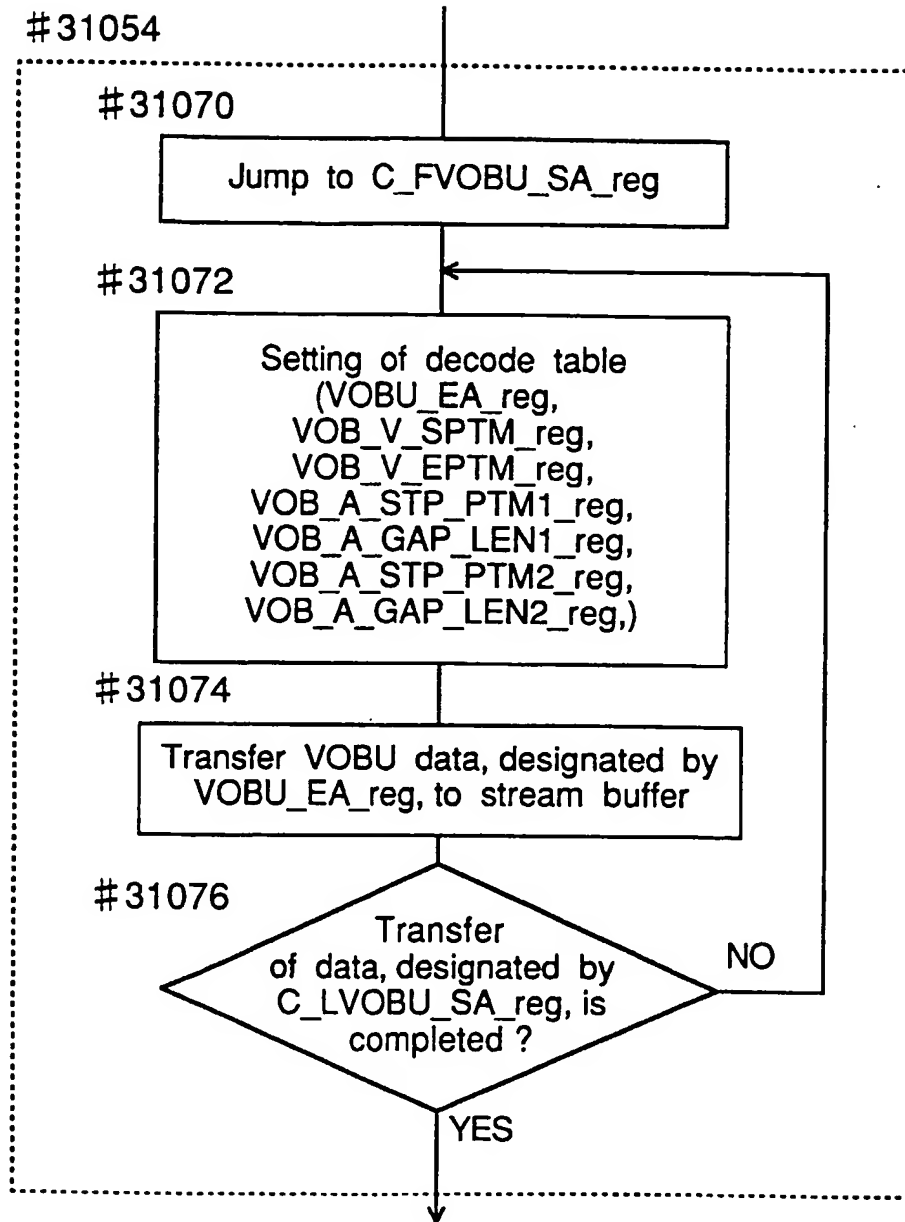 #31054
#31070
Jump to C_FVOBU_SA_reg
#31072
Setting of decode table
(VOBU_EA_reg,
VOB_V_SPTM_reg,
VOB_V_EPTM_reg,
VOB_A_STP_PTM1_reg,
VOB_A_GAP_LEN1_reg,
VOB_A_STP_PTM2_reg,
VOB_A_GAP_LEN2_reg,)
#31074
Transfer VOBU data, designated by
VOBU_EA_reg, to stream buffer
#31076
Transfer
of data, designated by
C_LVOBU_SA_reg, is
completed ?
NO
YES